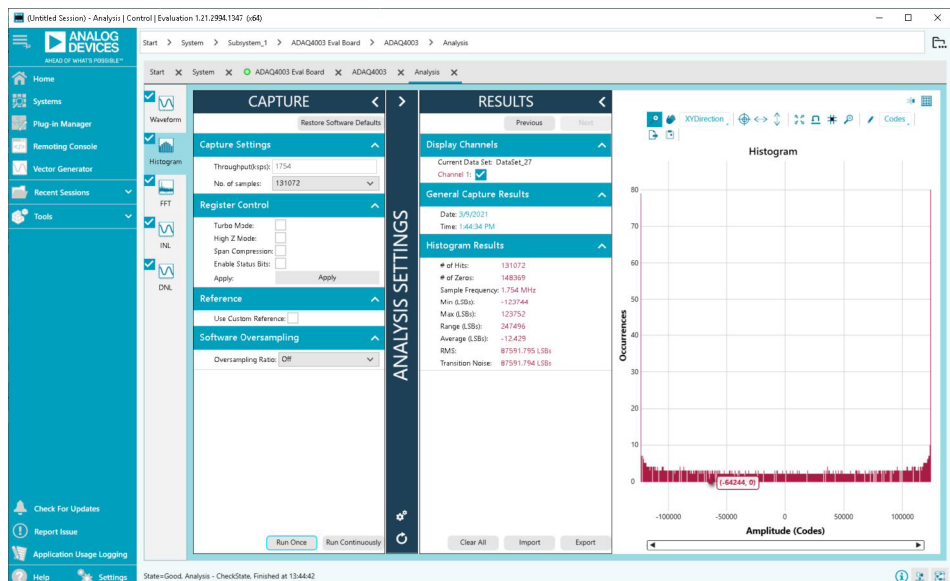 (Untitled Session) - Analysis | Control | Evaluation 1.21.2994.1347 (x64)
ANALOG
DEVICES
AHEAD OF WHAT'S POSSIBLE™
Home
Systems
Plug-in Manager
Remoting Console
Vector Generator
Recent Sessions
Tools
Check For Updates
Report Issue
Application Usage Logging
Help Settings
Start > System > Subsystem_1 > ADAQ4003 Eval Board > ADAQ4003 > Analysis
Start X System X ADAQ4003 Eval Board X ADAQ4003 X Analysis X
Waveform
Histogram
FFT
INL
DNL
CAPTURE <
Restore Software Defaults
Capture Settings
Throughput(ksps): 1754
No. of samples: 131072
Register Control
Turbo Mode:
High Z Mode:
Span Compression:
Enable Status Bits:
Apply: Apply
Reference
Use Custom Reference:
Software Oversampling
Oversampling Ratio: Off
Run Once Run Continuously
>
ANALYSIS SETTINGS
RESULTS <
Previous Next
Display Channels
Current Data Set: DataSet_27
Channel 1:
General Capture Results
Date: 3/9/2021
Time: 1:44:34 PM
Histogram Results
# of Hits: 131072
# of Zeros: 148369
Sample Frequency: 1.754 MHz
Min (LSBs): -123744
Max (LSBs): 123752
Range (LSBs): 247496
Average (LSBs): -12.429
RMS: 87591.795 LSBs
Transition Noise: 87591.794 LSBs
Clear All Import Export
XYDirection Codes
Histogram
Occurrences
80
70
60
50
40
30
20
10
0
(-64244, 0)
-100000 -50000 0 50000 100000
Amplitude (Codes)
State=Good. Analysis - CheckState. Finished at 13:44:42